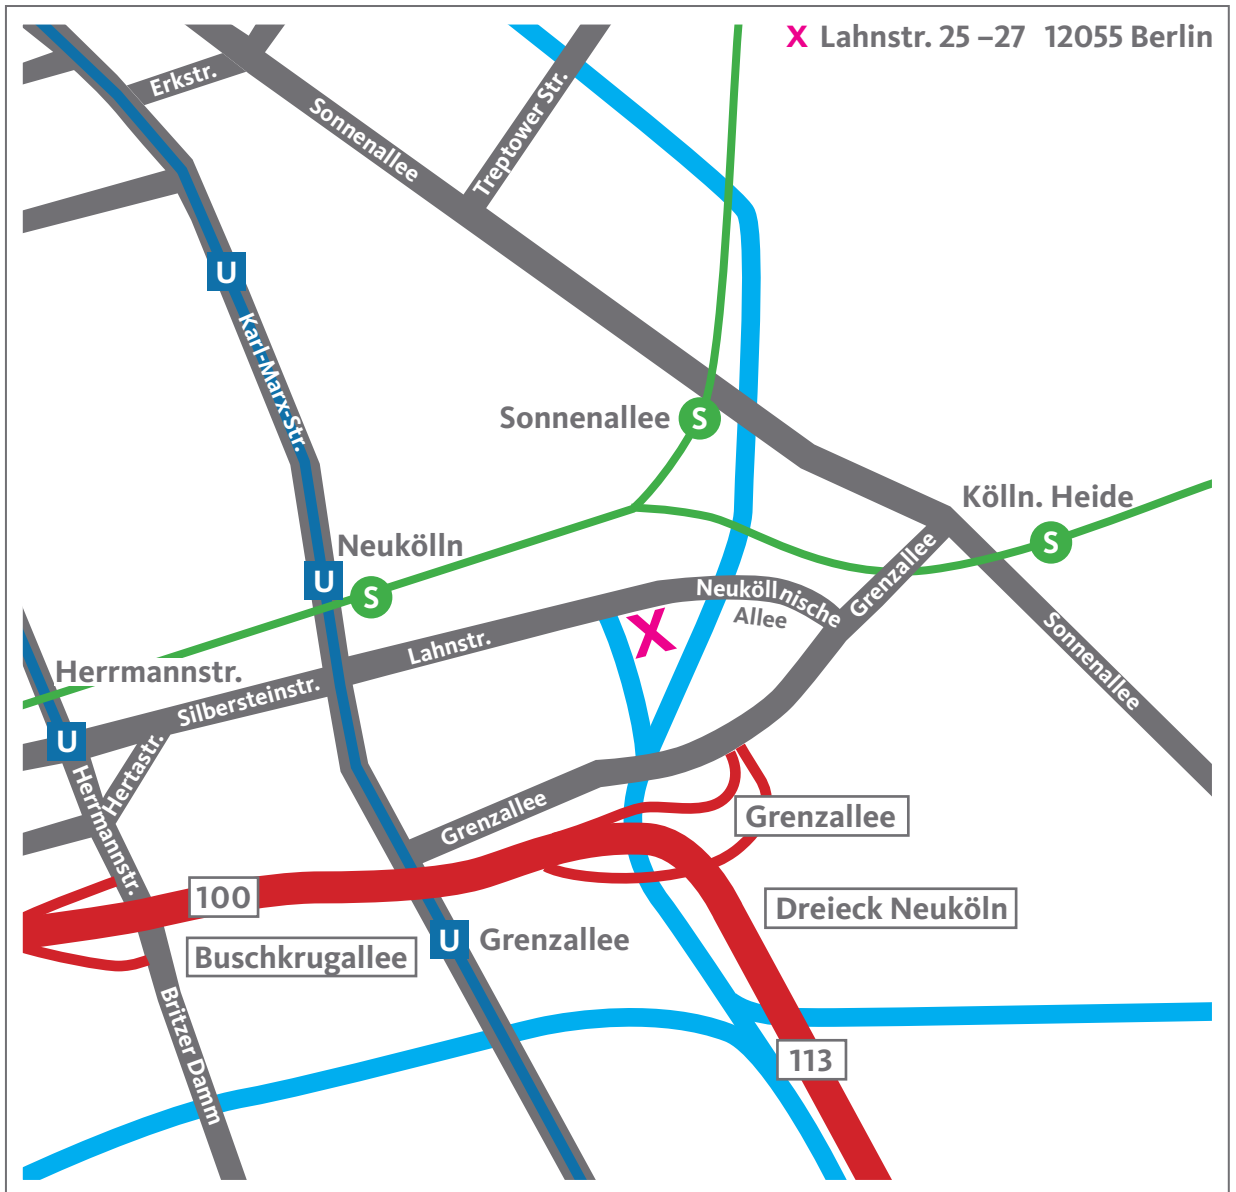 X Lahnstr. 25 –27 12055 Berlin
Erkstr.
Sonnenallee
Treptower Str.
U
Karl-Marx-Str.
Sonnenallee
S
Kölln. Heide
S
Neukölln
U
S
Grenzallee
Neuköllnische
Allee
X
Lahnstr.
Sonnenallee
Herrmannstr.
Silbersteinstr.
U
Hertastr.
Herrmannstr.
Grenzallee
Grenzallee
100
Dreieck Neuköln
Buschkrugallee
U
Grenzallee
Britzer Damm
113